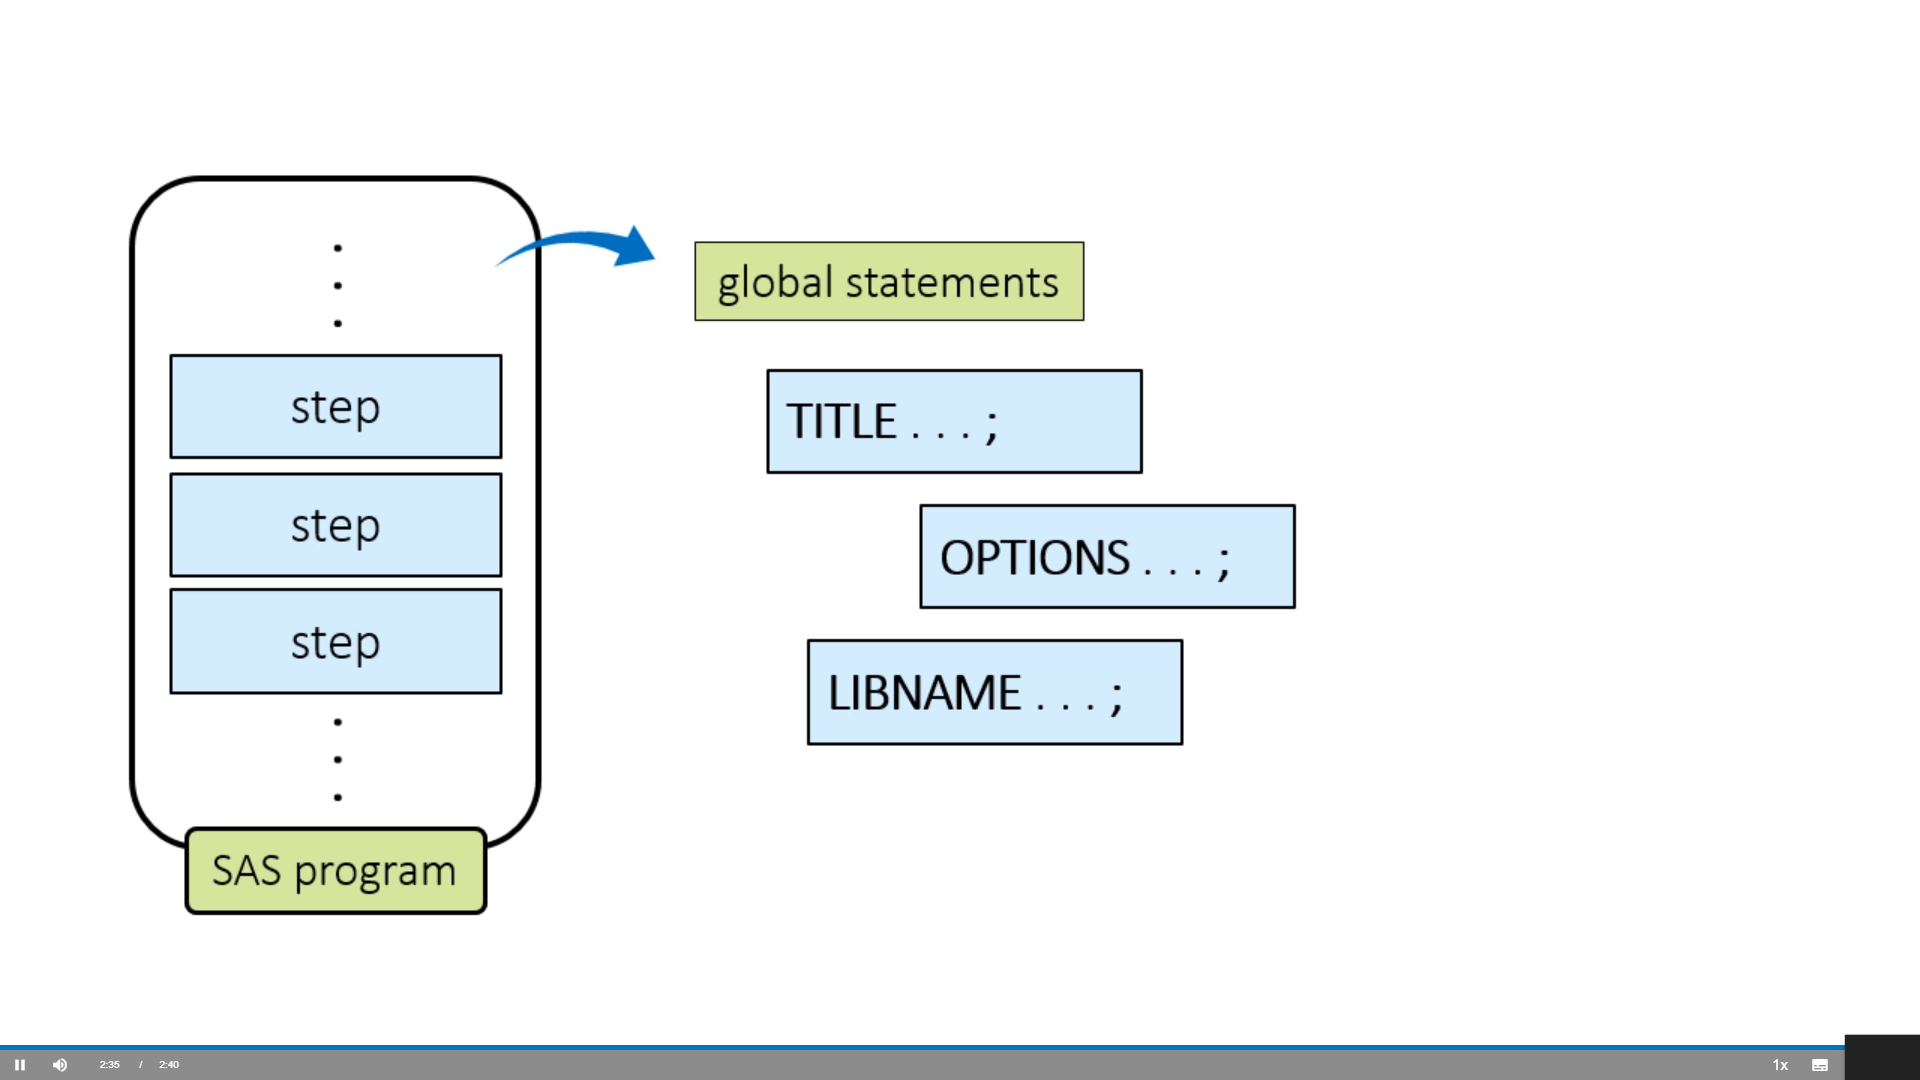 global statements
step
TITLE . . . ;
step
OPTIONS . . . ;
step
LIBNAME . . . ;
SAS program
2:35 / 2:40
1x